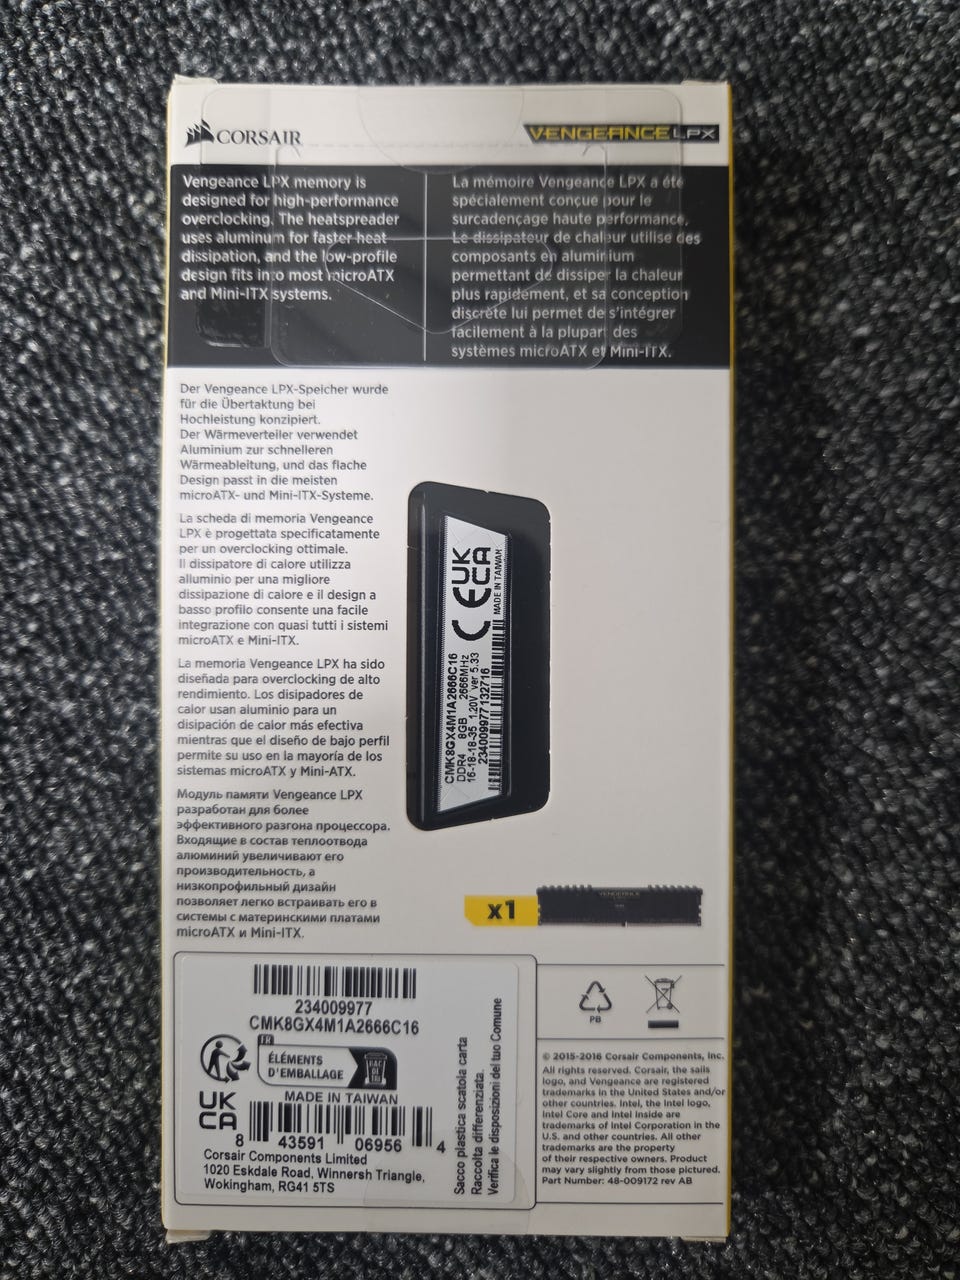 CORSAIR
VENGEANCE LPX
Vengeance LPX memory is
designed for high-performance
overclocking. The heatspreader
uses aluminum for faster heat
dissipation, and the low-profile
design fits into most microATX
and Mini-ITX systems.
La mémoire Vengeance LPX a été
spécialement conçue pour le
surcadençage haute performance.
Le dissipateur de chaleur utilise des
composants en aluminium
permettant de dissiper la chaleur
plus rapidement, et sa conception
discrète lui permet de s'intégrer
facilement à la plupart des
systèmes microATX et Mini-ITX.
Der Vengeance LPX-Speicher wurde
für die Übertaktung bei
Hochleistung konzipiert.
Der Wärmeverteiler verwendet
Aluminium zur schnelleren
Wärmeableitung, und das flache
Design passt in die meisten
microATX- und Mini-ITX-Systeme.
La scheda di memoria Vengeance
LPX è progettata specificatamente
per un overclocking ottimale.
Il dissipatore di calore utilizza
alluminio per una migliore
dissipazione di calore e il design a
basso profilo consente una facile
integrazione con quasi tutti i sistemi
microATX e Mini-ITX.
La memoria Vengeance LPX ha sido
diseñada para overclocking de alto
rendimiento. Los disipadores de
calor usan aluminio para un
disipación de calor más efectiva
mientras que el diseño de bajo perfil
permite su uso en la mayoría de los
sistemas microATX y Mini-ATX.
Модуль памяти Vengeance LPX
разработан для более
эффективного разгона процессора.
Входящие в состав теплоотвода
алюминий увеличивают его
производительность, а
низкопрофильный дизайн
позволяет легко встраивать его в
системы с материнскими платами
microATX и Mini-ITX.
CMK8GX4M1A2666C16
DDR4 8GB 2666MHz
16-18-18-35 1.20V ver 5.33
234009977132716
CE UK CA
MADE IN TAIWAN
x1
VENGEANCE
234009977
CMK8GX4M1A2666C16
FR
ÉLÉMENTS
D'EMBALLAGE
BAC
DE
TRI
UK
CA
MADE IN TAIWAN
8 43591 06956 4
Corsair Components Limited
1020 Eskdale Road, Winnersh Triangle,
Wokingham, RG41 5TS
Sacco plastica scatola carta
Raccolta differenziata.
Verifica le disposizioni del tuo Comune
PB
© 2015-2016 Corsair Components, Inc.
All rights reserved. Corsair, the sails
logo, and Vengeance are registered
trademarks in the United States and/or
other countries. Intel, the Intel logo,
Intel Core and Intel Inside are
trademarks of Intel Corporation in the
U.S. and other countries. All other
trademarks are the property
of their respective owners. Product
may vary slightly from those pictured.
Part Number: 48-009172 rev AB